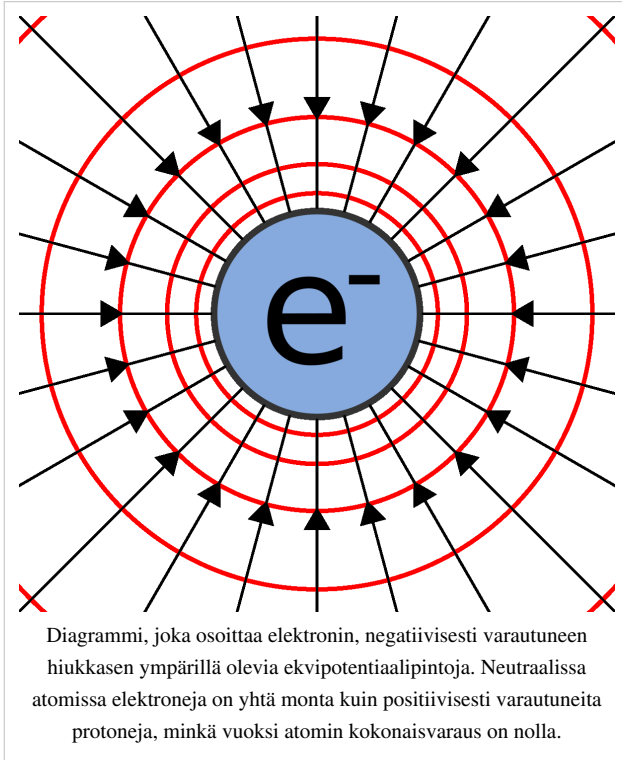 e⁻
Diagrammi, joka osoittaa elektronin, negatiivisesti varautuneen
hiukkasen ympärillä olevia ekvipotentiaalipintoja. Neutraalissa
atomissa elektroneja on yhtä monta kuin positiivisesti varautuneita
protoneja, minkä vuoksi atomin kokonaisvaraus on nolla.